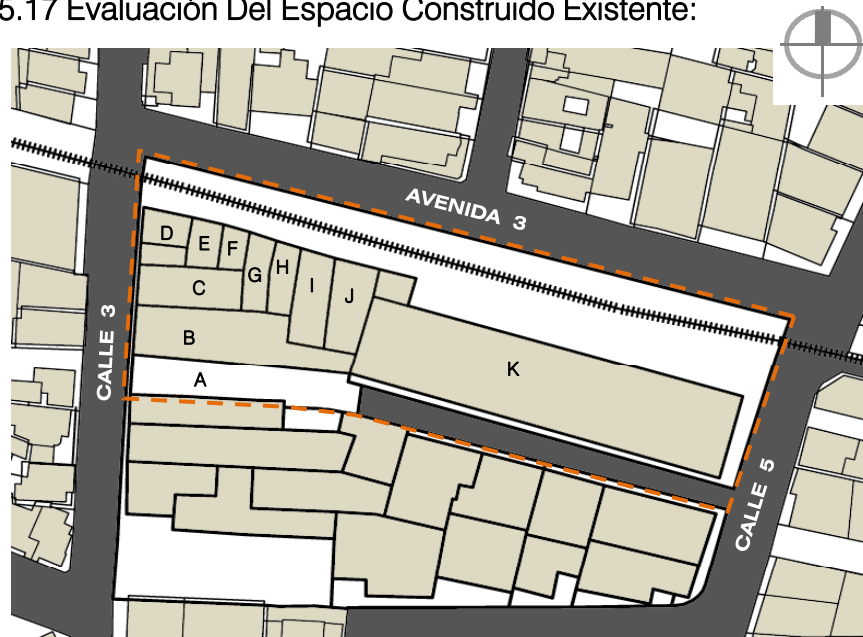 5.17 Evaluación Del Espacio Construido Existente:
AVENIDA 3
D
E
F
G
H
I
J
C
B
A
K
CALLE 3
CALLE 5